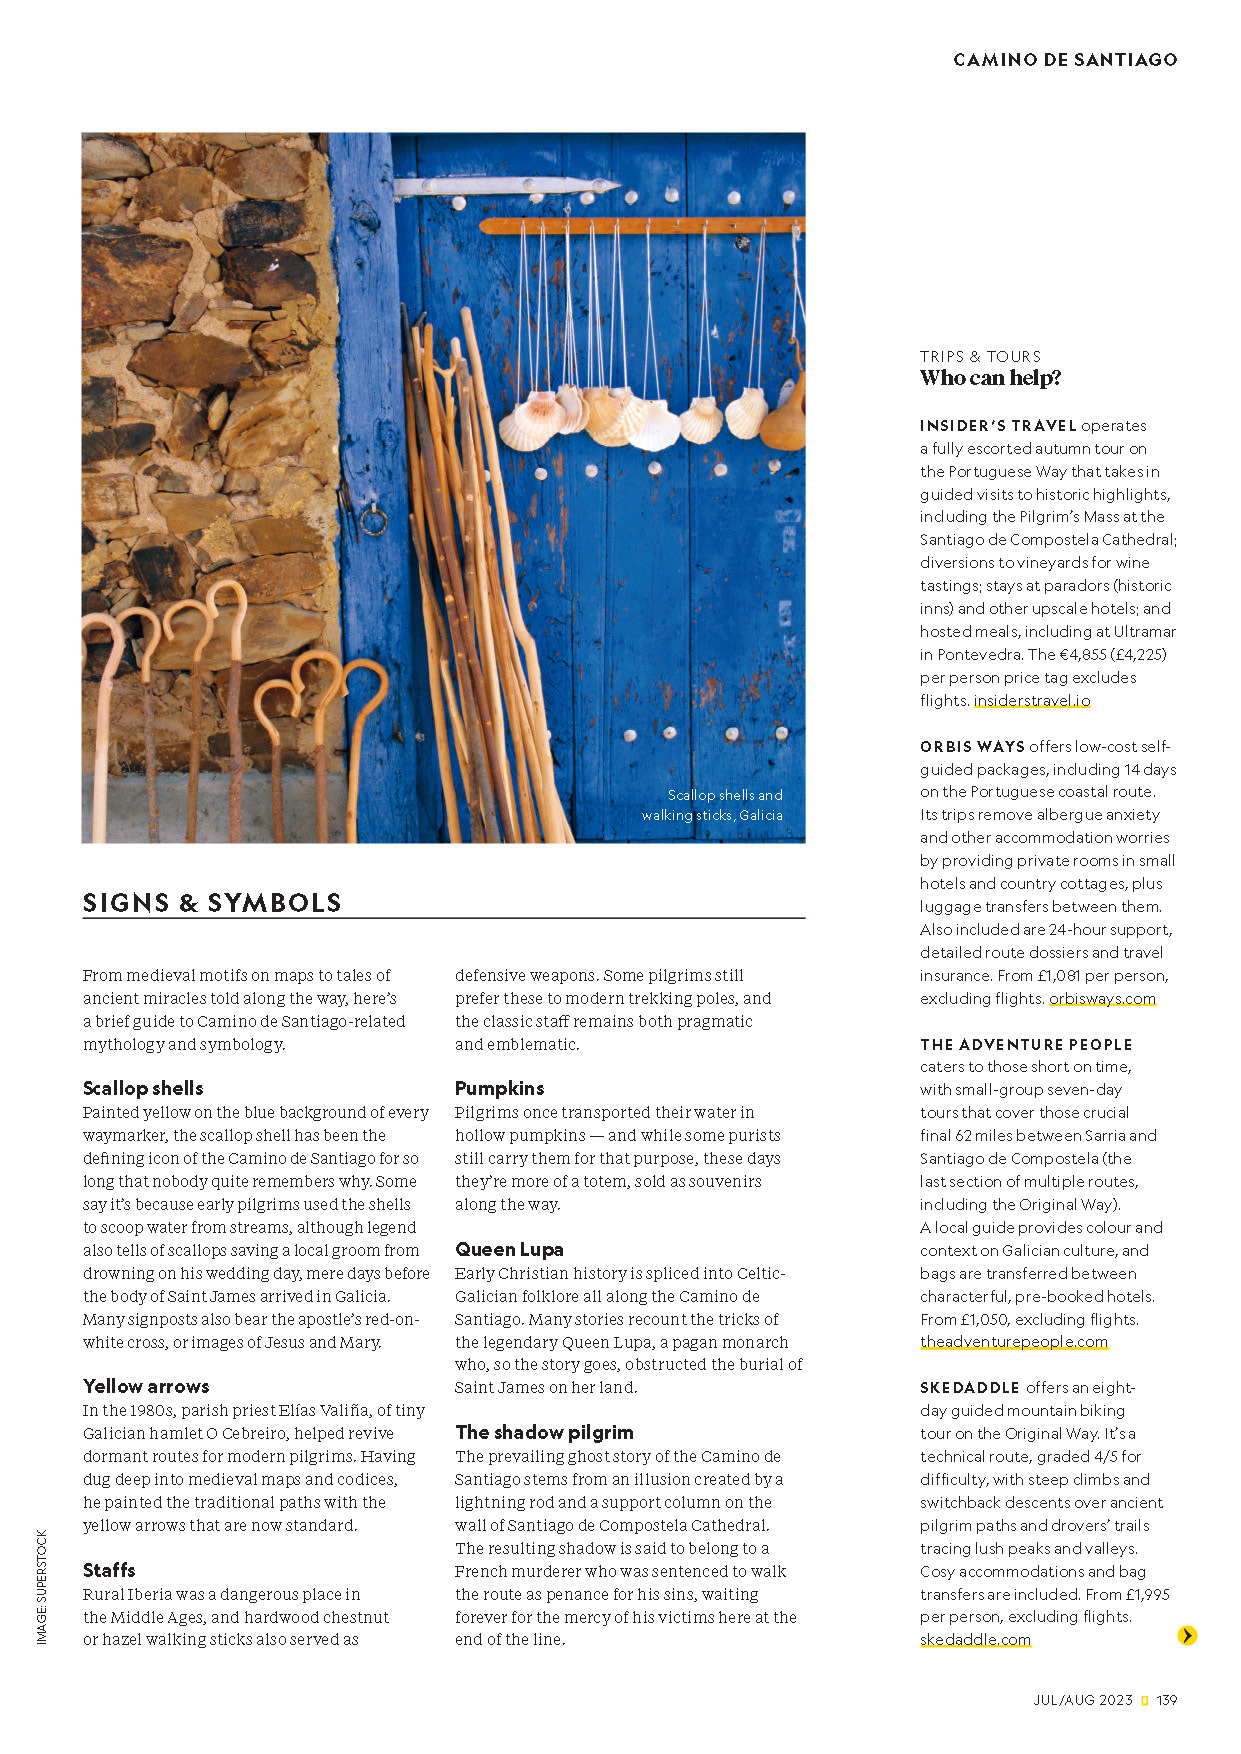 CAMINO DE SANTIAGO
Scallop shells and
walking sticks, Galicia
SIGNS & SYMBOLS
From medieval motifs on maps to tales of
ancient miracles told along the way, here's
a brief guide to Camino de Santiago-related
mythology and symbology.
Scallop shells
Painted yellow on the blue background of every
waymarker, the scallop shell has been the
defining icon of the Camino de Santiago for so
long that nobody quite remembers why. Some
say it's because early pilgrims used the shells
to scoop water from streams, although legend
also tells of scallops saving a local groom from
drowning on his wedding day, mere days before
the body of Saint James arrived in Galicia.
Many signposts also bear the apostle's red-on-
white cross, or images of Jesus and Mary.
Yellow arrows
In the 1980s, parish priest Elías Valiña, of tiny
Galician hamlet O Cebreiro, helped revive
dormant routes for modern pilgrims. Having
dug deep into medieval maps and codices,
he painted the traditional paths with the
yellow arrows that are now standard.
Staffs
Rural Iberia was a dangerous place in
the Middle Ages, and hardwood chestnut
or hazel walking sticks also served as
defensive weapons. Some pilgrims still
prefer these to modern trekking poles, and
the classic staff remains both pragmatic
and emblematic.
Pumpkins
Pilgrims once transported their water in
hollow pumpkins — and while some purists
still carry them for that purpose, these days
they're more of a totem, sold as souvenirs
along the way.
Queen Lupa
Early Christian history is spliced into Celtic-
Galician folklore all along the Camino de
Santiago. Many stories recount the tricks of
the legendary Queen Lupa, a pagan monarch
who, so the story goes, obstructed the burial of
Saint James on her land.
The shadow pilgrim
The prevailing ghost story of the Camino de
Santiago stems from an illusion created by a
lightning rod and a support column on the
wall of Santiago de Compostela Cathedral.
The resulting shadow is said to belong to a
French murderer who was sentenced to walk
the route as penance for his sins, waiting
forever for the mercy of his victims here at the
end of the line.
TRIPS & TOURS
Who can help?
INSIDER'S TRAVEL operates
a fully escorted autumn tour on
the Portuguese Way that takes in
guided visits to historic highlights,
including the Pilgrim's Mass at the
Santiago de Compostela Cathedral;
diversions to vineyards for wine
tastings; stays at paradors (historic
inns) and other upscale hotels; and
hosted meals, including at Ultramar
in Pontevedra. The €4,855 (£4,225)
per person price tag excludes
flights. insiderstravel.io
ORBIS WAYS offers low-cost self-
guided packages, including 14 days
on the Portuguese coastal route.
Its trips remove albergue anxiety
and other accommodation worries
by providing private rooms in small
hotels and country cottages, plus
luggage transfers between them.
Also included are 24-hour support,
detailed route dossiers and travel
insurance. From £1,081 per person,
excluding flights. orbisways.com
THE ADVENTURE PEOPLE
caters to those short on time,
with small-group seven-day
tours that cover those crucial
final 62 miles between Sarria and
Santiago de Compostela (the
last section of multiple routes,
including the Original Way).
A local guide provides colour and
context on Galician culture, and
bags are transferred between
characterful, pre-booked hotels.
From £1,050, excluding flights.
theadventurepeople.com
SKEDADDLE offers an eight-
day guided mountain biking
tour on the Original Way. It's a
technical route, graded 4/5 for
difficulty, with steep climbs and
switchback descents over ancient
pilgrim paths and drovers' trails
tracing lush peaks and valleys.
Cosy accommodations and bag
transfers are included. From £1,995
per person, excluding flights.
skedaddle.com
IMAGE: SUPERSTOCK
JUL/AUG 2023 139